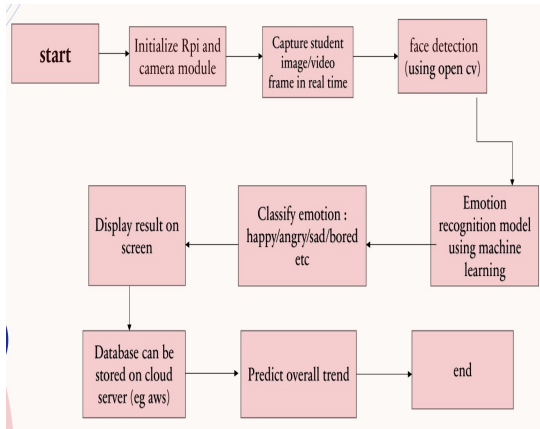 start
Initialize Rpi and
camera module
Capture student
image/video
frame in real time
face detection
(using open cv)
Emotion
recognition model
using machine
learning
Classify emotion :
happy/angry/sad/bored
etc
Display result on
screen
Database can be
stored on cloud
server (eg aws)
Predict overall trend
end